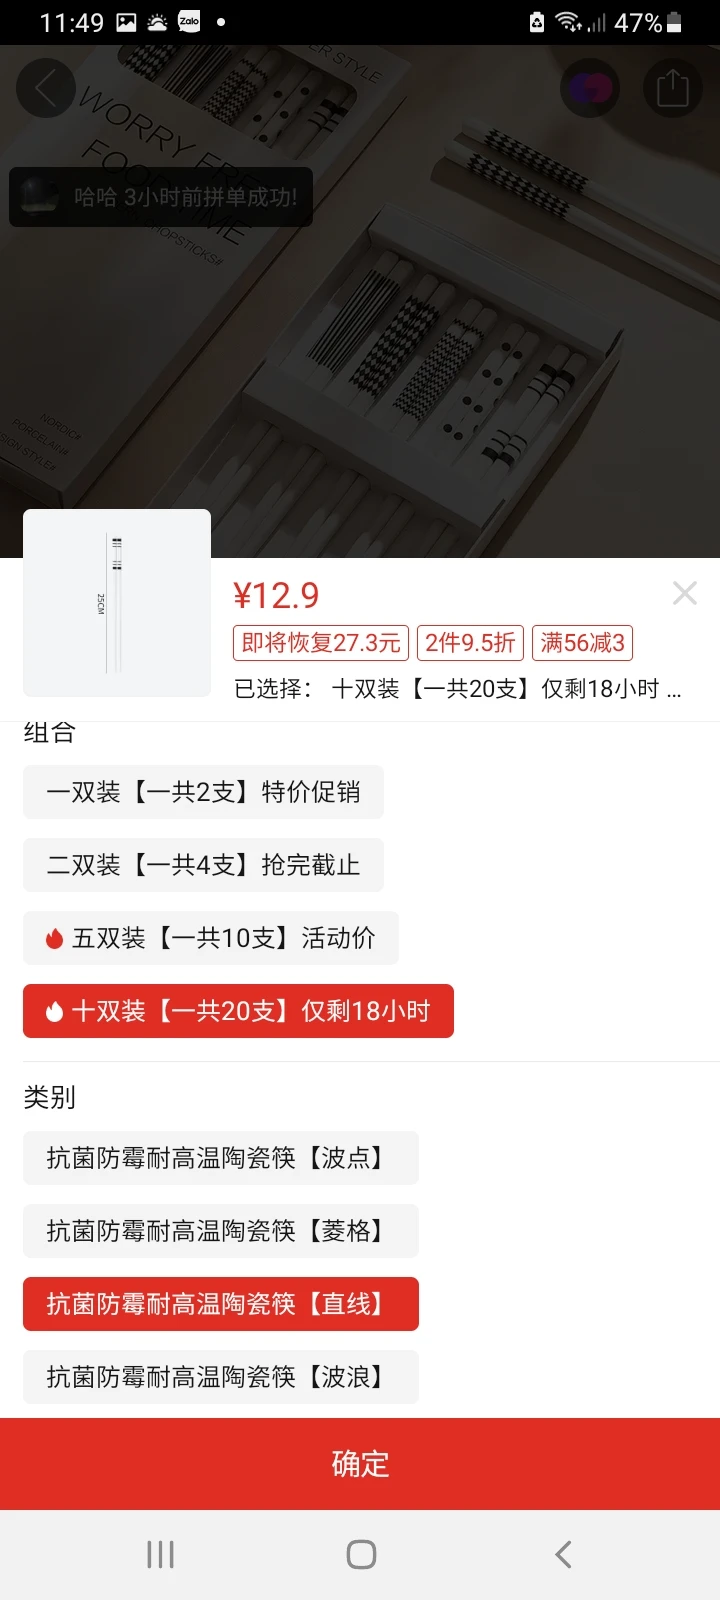 11:49
Zalo
47%
ER STYLE
WORRY FREE
FOOD TIME
CHOPSTICKS#
哈哈 3小时前拼单成功!
NORDIC#
PORCELAIN#
SIGN STYLE#
25CM
¥12.9
即将恢复27.3元 2件9.5折 满56减3
已选择： 十双装【一共20支】仅剩18小时 ...
组合
一双装【一共2支】特价促销
二双装【一共4支】抢完截止
五双装【一共10支】活动价
十双装【一共20支】仅剩18小时
类别
抗菌防霉耐高温陶瓷筷【波点】
抗菌防霉耐高温陶瓷筷【菱格】
抗菌防霉耐高温陶瓷筷【直线】
抗菌防霉耐高温陶瓷筷【波浪】
确定